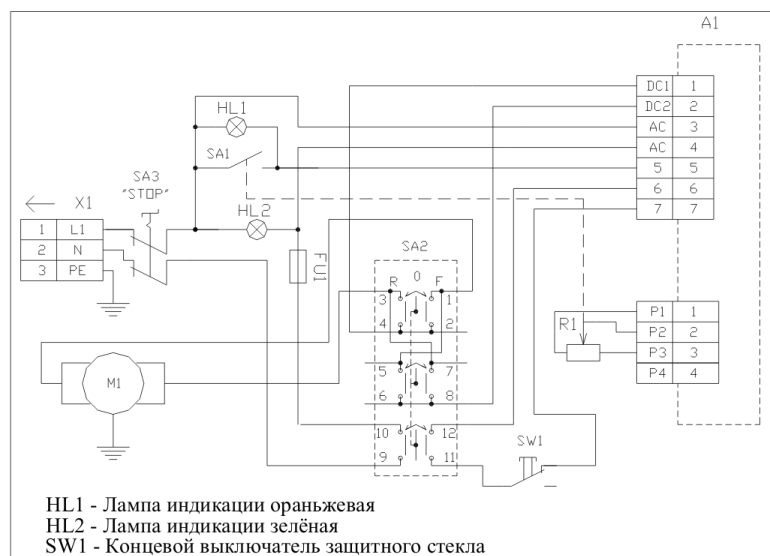 A1
DC1 1
DC2 2
AC 3
AC 4
5 5
6 6
7 7
HL1
SA1
SA3
"STOP"
X1
1 L1
2 N
3 PE
HL2
FU1
SA2
R 0 F
3 1
4 2
5 7
6 8
10 12
9 11
M1
R1
P1 1
P2 2
P3 3
P4 4
SW1
HL1 - Лампа индикации ораньжевая
HL2 - Лампа индикации зелёная
SW1 - Концевой выключатель защитного стекла